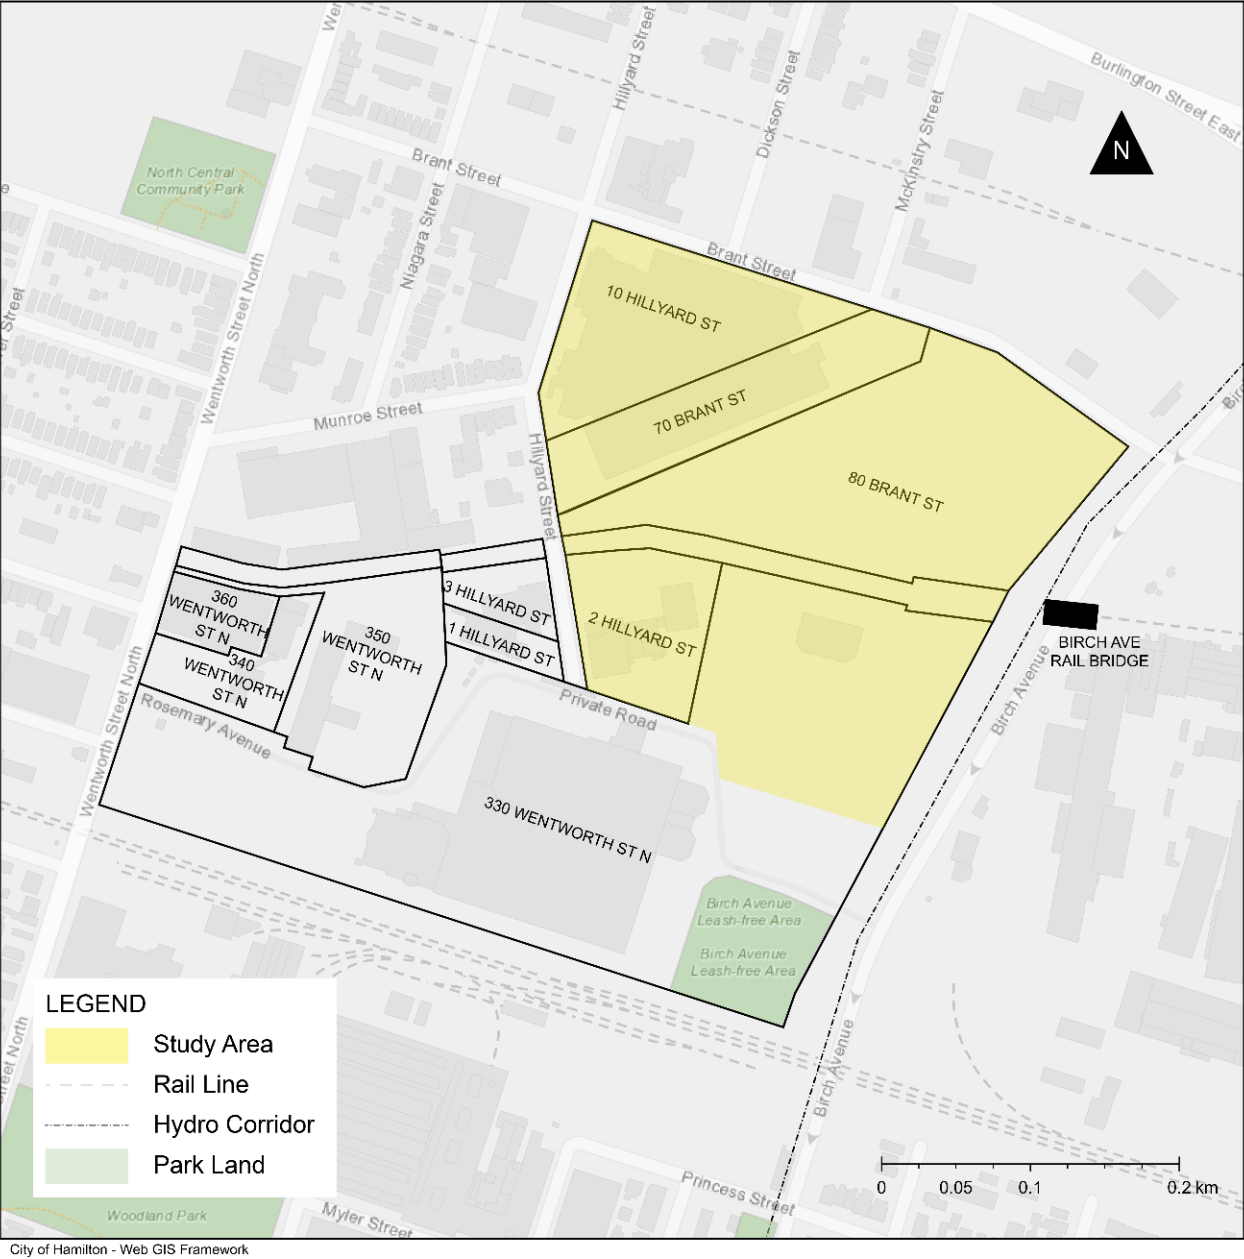 Hillyard Street
Dickson Street
McKinstry Street
Burlington Street East
N
North Central
Community Park
Brant Street
Niagara Street
Wentworth Street North
Brant Street
10 HILLYARD ST
70 BRANT ST
80 BRANT ST
Munroe Street
Hillyard Street
3 HILLYARD ST
1 HILLYARD ST
2 HILLYARD ST
360
WENTWORTH
ST N
340
WENTWORTH
ST N
350
WENTWORTH
ST N
BIRCH AVE
RAIL BRIDGE
Birch Avenue
Private Road
Rosemary Avenue
Wentworth Street North
330 WENTWORTH ST N
Birch Avenue
Leash-free Area
Birch Avenue
Leash-free Area
Birch Avenue
LEGEND
Study Area
Rail Line
Hydro Corridor
Park Land
Woodland Park
Myler Street
Princess Street
0 0.05 0.1 0.2 km
City of Hamilton - Web GIS Framework